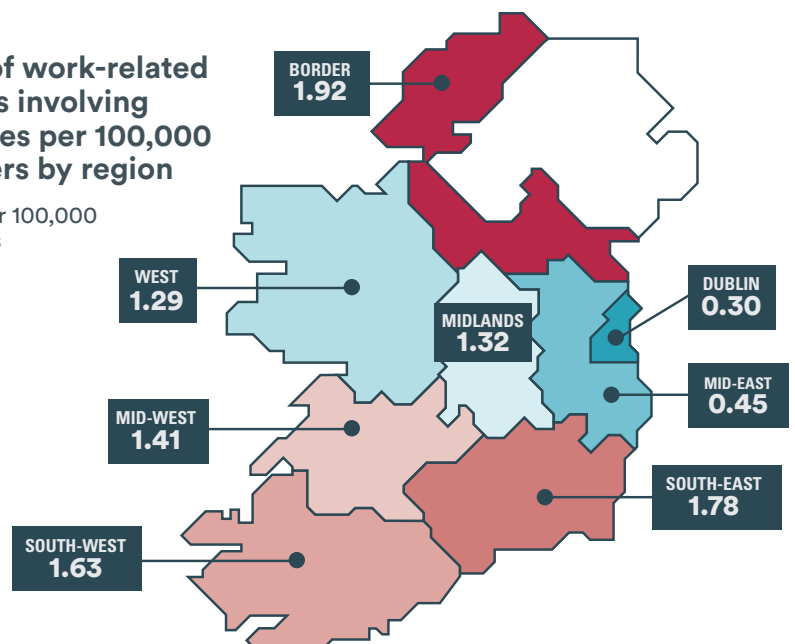 of work-related
s involving
es per 100,000
ers by region
r 100,000
BORDER
1.92
WEST
1.29
DUBLIN
0.30
MIDLANDS
1.32
MID-EAST
0.45
MID-WEST
1.41
SOUTH-EAST
1.78
SOUTH-WEST
1.63